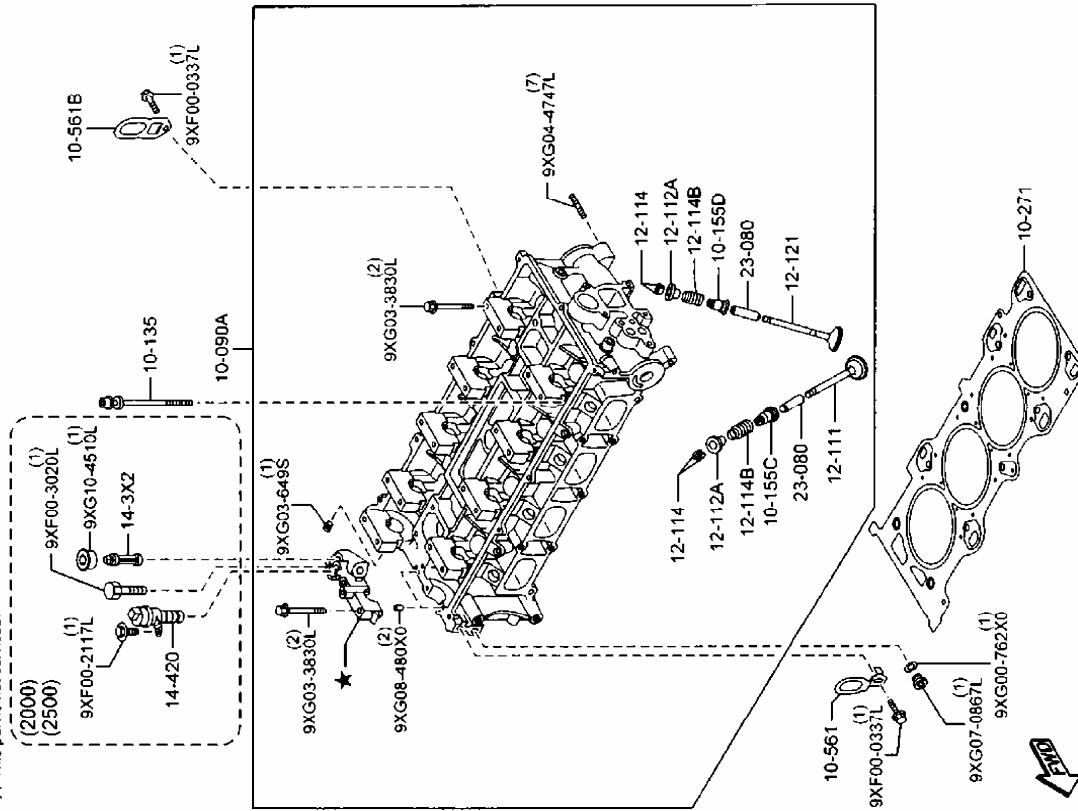 (2000)
(2500)
9XF00-2117L
(1)
14-420
9XF00-3020L
(1)
9XG10-4510L
(1)
14-3X2
10-135
10-090A
10-561B
9XF00-0337L
(1)
9XG03-3830L
(2)
9XG03-649S
(1)
9XG03-3830L
(2)
★
9XG08-480X0
(2)
9XG04-4747L
(7)
12-114
12-112A
12-114B
10-155D
23-080
12-121
12-114
12-112A
12-114B
10-155C
23-080
12-111
10-271
10-561
9XF00-0337L
(1)
9XG07-0867L
(1)
9XG00-762X0
(1)
FWD